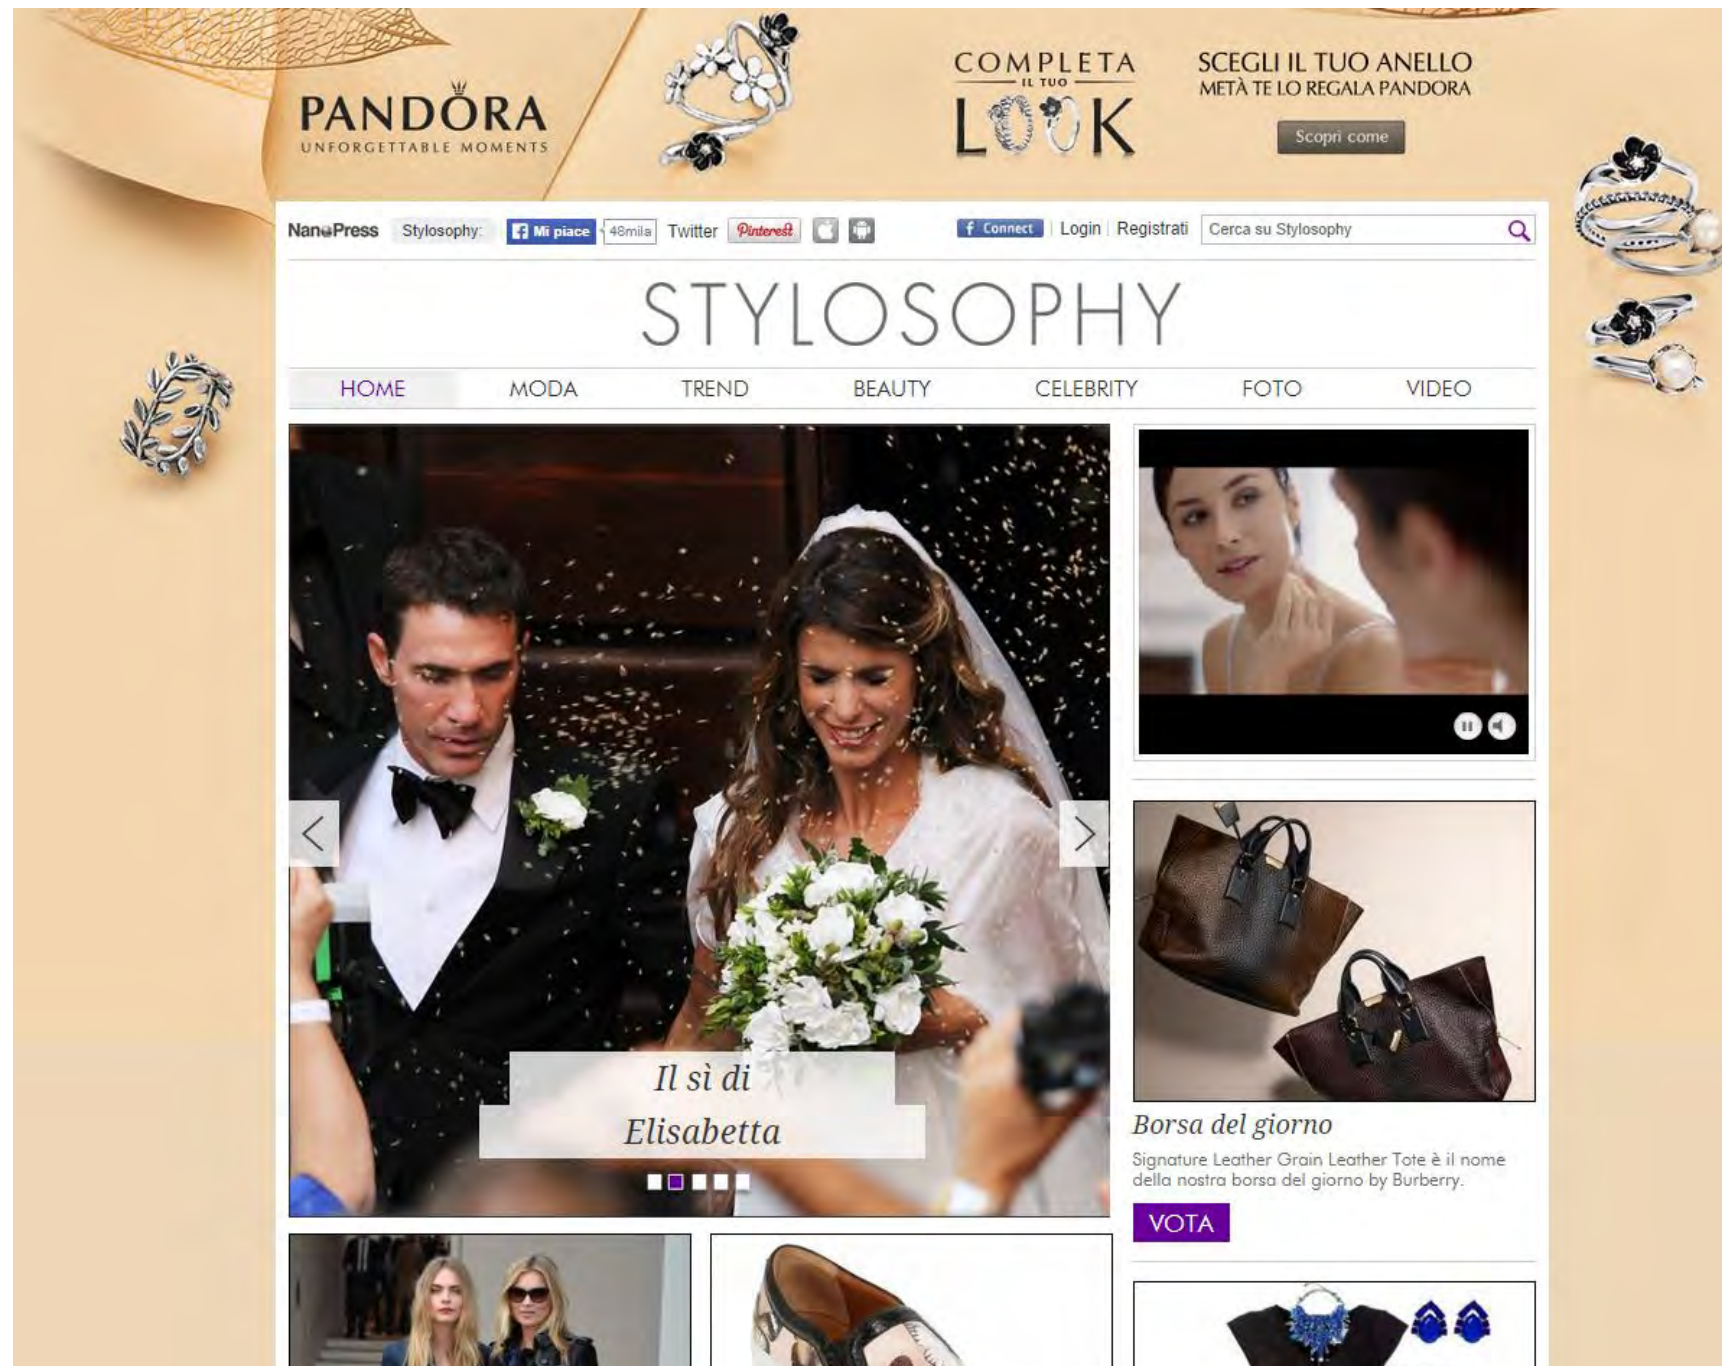 PANDORA
UNFORGETTABLE MOMENTS
COMPLETA
IL TUO
LOOK
SCEGLI IL TUO ANELLO
METÀ TE LO REGALA PANDORA
Scopri come
NanoPress Stylosophy: Mi piace 48mila Twitter Pinterest f Connect Login Registrati Cerca su Stylosophy
STYLOSOPHY
HOME MODA TREND BEAUTY CELEBRITY FOTO VIDEO
Il sì di
Elisabetta
Borsa del giorno
Signature Leather Grain Leather Tote è il nome
della nostra borsa del giorno by Burberry.
VOTA